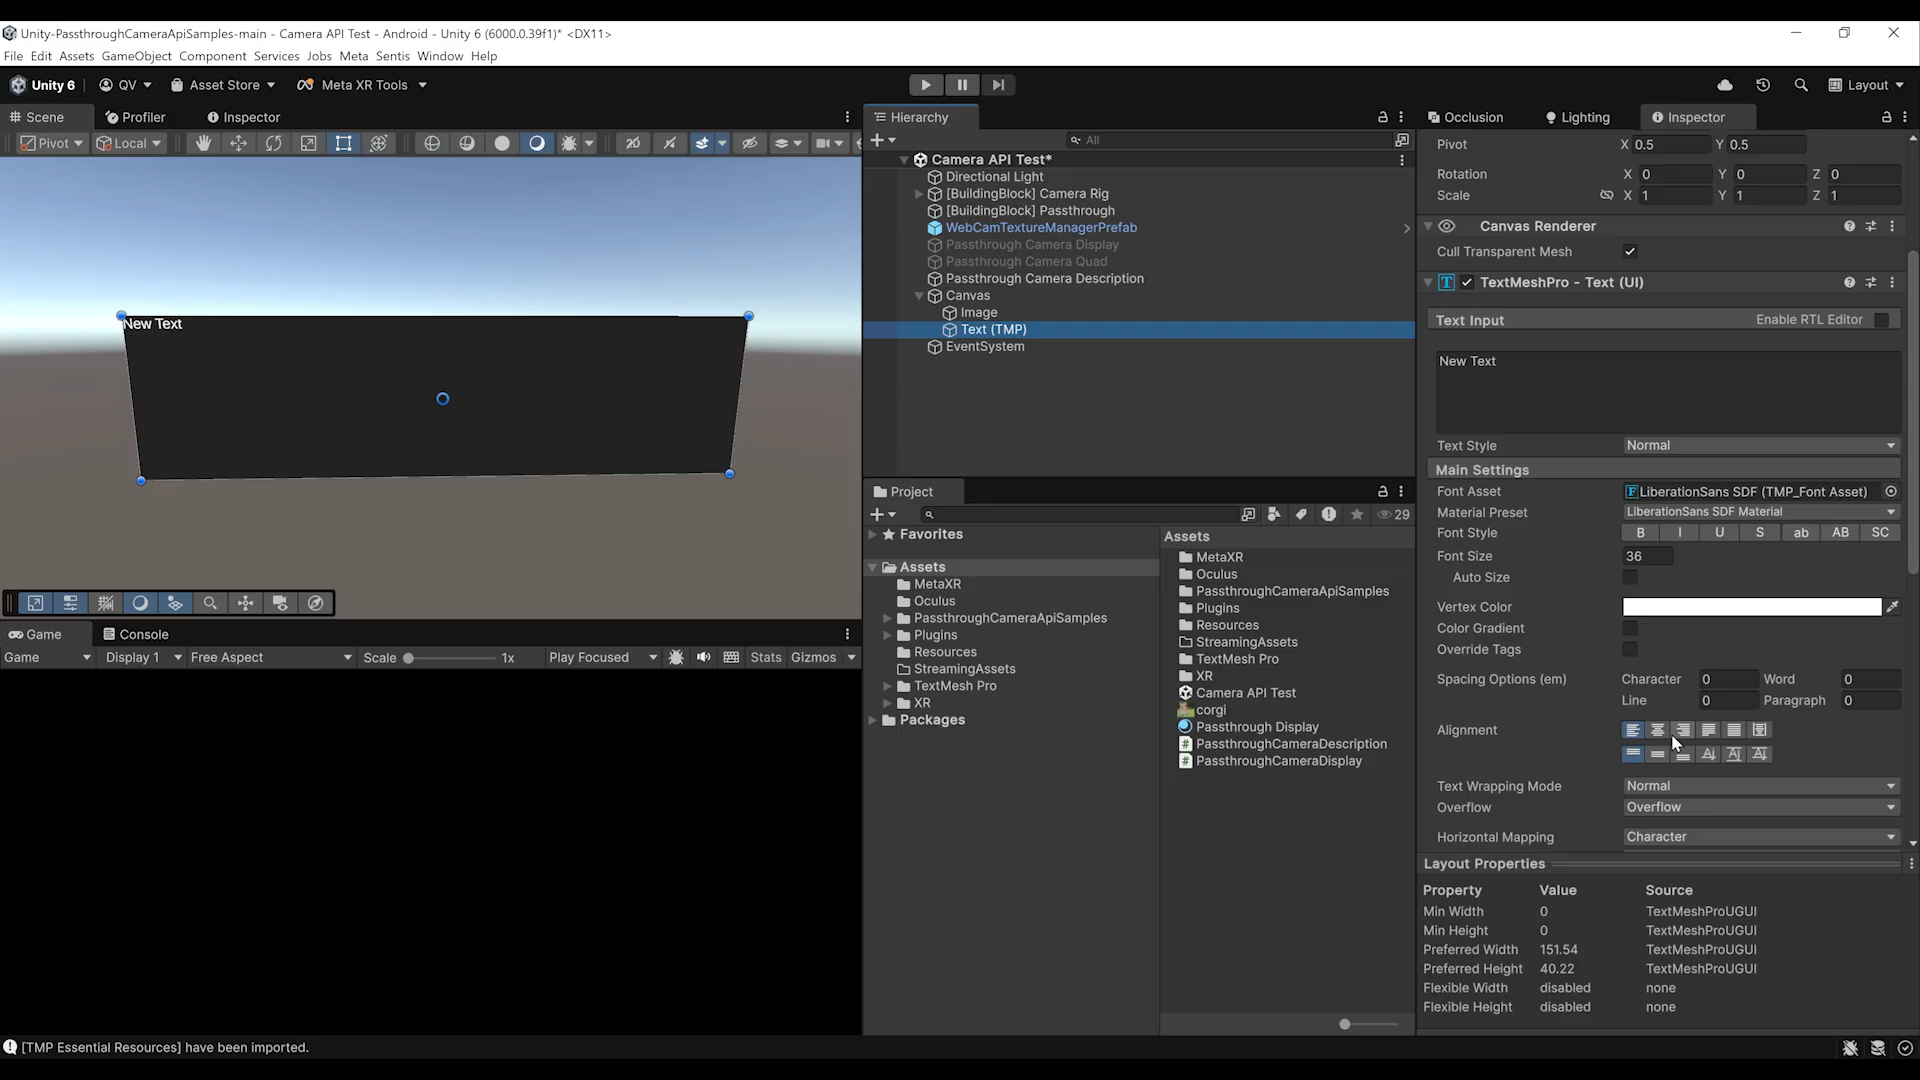 Unity-PassthroughCameraApiSamples-main - Camera API Test - Android - Unity 6 (6000.0.39f1)* <DX11>
File Edit Assets GameObject Component Services Jobs Meta Sentis Window Help
Unity 6 QV Asset Store Meta XR Tools Layout
Scene Profiler Inspector
Pivot Local
New Text
Game Console
Game Display 1 Free Aspect Scale 1x Play Focused Stats Gizmos
Hierarchy
All
Camera API Test*
Directional Light
[BuildingBlock] Camera Rig
[BuildingBlock] Passthrough
WebCamTextureManagerPrefab
Passthrough Camera Display
Passthrough Camera Quad
Passthrough Camera Description
Canvas
Image
Text (TMP)
EventSystem
Project
29
Favorites
Assets
MetaXR
Oculus
PassthroughCameraApiSamples
Plugins
Resources
StreamingAssets
TextMesh Pro
XR
Packages
Assets
MetaXR
Oculus
PassthroughCameraApiSamples
Plugins
Resources
StreamingAssets
TextMesh Pro
XR
Camera API Test
corgi
Passthrough Display
PassthroughCameraDescription
PassthroughCameraDisplay
Occlusion Lighting Inspector
Pivot X 0.5 Y 0.5
Rotation X 0 Y 0 Z 0
Scale X 1 Y 1 Z 1
Canvas Renderer
Cull Transparent Mesh
TextMeshPro - Text (UI)
Text Input Enable RTL Editor
New Text
Text Style Normal
Main Settings
Font Asset LiberationSans SDF (TMP_Font Asset)
Material Preset LiberationSans SDF Material
Font Style B I U S ab AB SC
Font Size 36
Auto Size
Vertex Color
Color Gradient
Override Tags
Spacing Options (em) Character 0 Word 0
Line 0 Paragraph 0
Alignment
Text Wrapping Mode Normal
Overflow Overflow
Horizontal Mapping Character
Layout Properties
Property Value Source
Min Width 0 TextMeshProUGUI
Min Height 0 TextMeshProUGUI
Preferred Width 151.54 TextMeshProUGUI
Preferred Height 40.22 TextMeshProUGUI
Flexible Width disabled none
Flexible Height disabled none
[TMP Essential Resources] have been imported.